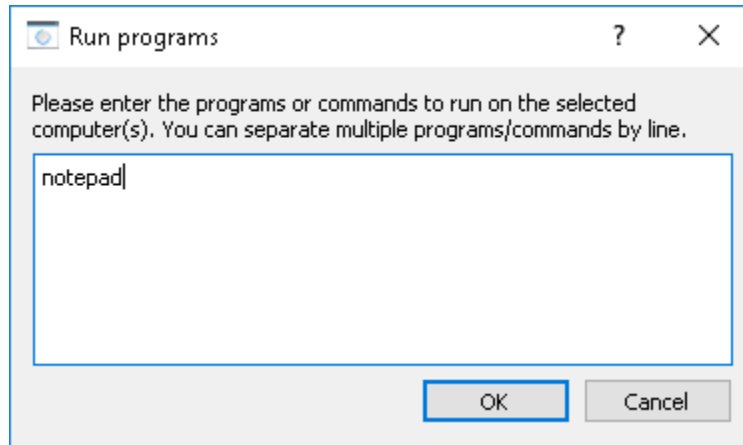 Run programs
Please enter the programs or commands to run on the selected
computer(s). You can separate multiple programs/commands by line.
notepad
OK
Cancel